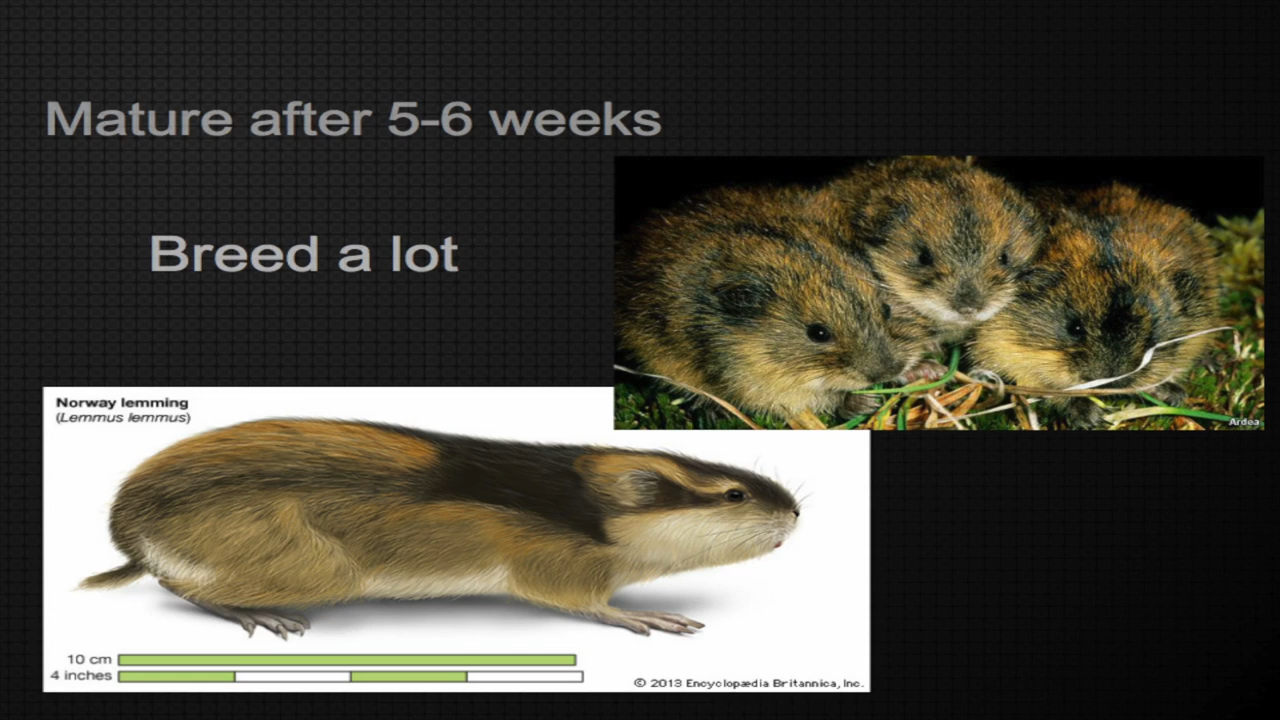 Mature after 5-6 weeks
Breed a lot
Norway lemming
(Lemmus lemmus)
Ardea
10 cm
4 inches
© 2013 Encyclopædia Britannica, Inc.